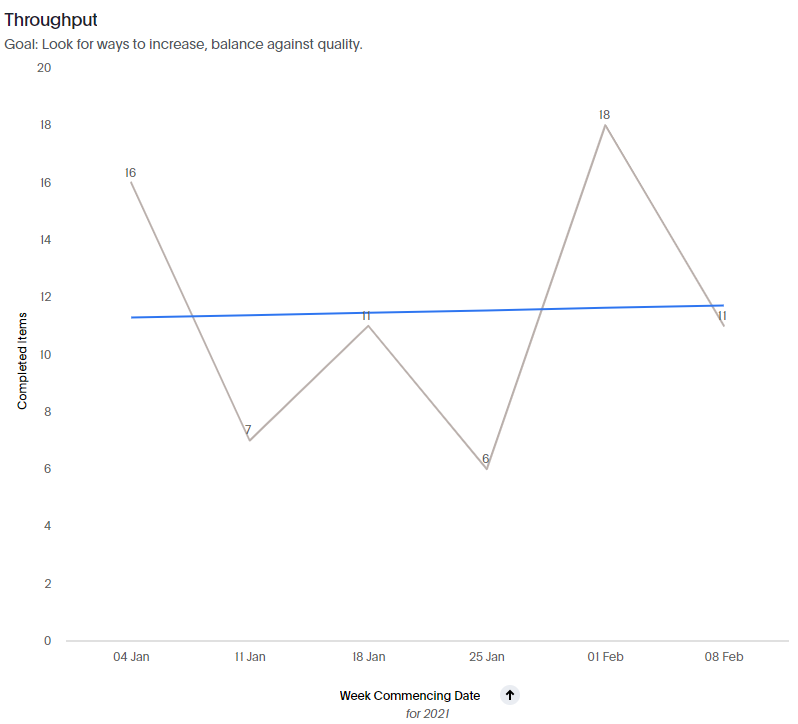 Throughput
Goal: Look for ways to increase, balance against quality.
20
18
16
14
12
10
8
6
4
2
0
Completed Items
16
7
11
6
18
11
04 Jan
11 Jan
18 Jan
25 Jan
01 Feb
08 Feb
Week Commencing Date
for 2021